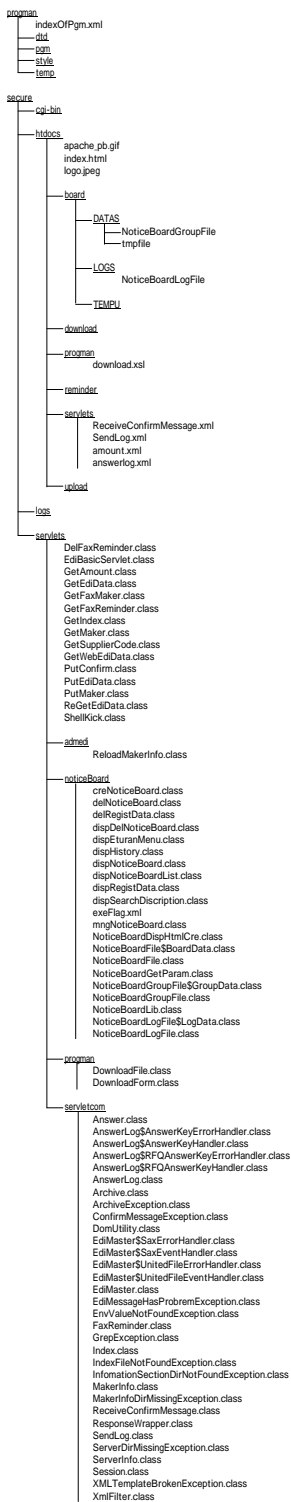 progman
indexOfPgm.xml
dtd
pgm
style
temp
secure
cgi-bin
htdocs
apache_pb.gif
index.html
logo.jpeg
board
DATAS
NoticeBoardGroupFile
tmpfile
LOGS
NoticeBoardLogFile
TEMPU
download
progman
download.xsl
reminder
servlets
ReceiveConfirmMessage.xml
SendLog.xml
amount.xml
answerlog.xml
upload
logs
servlets
DelFaxReminder.class
EdiBasicServlet.class
GetAmount.class
GetEdiData.class
GetFaxMaker.class
GetFaxReminder.class
GetIndex.class
GetMaker.class
GetSupplierCode.class
GetWebEdiData.class
PutConfirm.class
PutEdiData.class
PutMaker.class
ReGetEdiData.class
ShellKick.class
admedi
ReloadMakerInfo.class
noticeBoard
creNoticeBoard.class
delNoticeBoard.class
delRegistData.class
dispDelNoticeBoard.class
dispEturanMenu.class
dispHistory.class
dispNoticeBoard.class
dispNoticeBoardList.class
dispRegistData.class
dispSearchDiscription.class
exeFlag.xml
mngNoticeBoard.class
NoticeBoardDispHtmlCre.class
NoticeBoardFile$BoardData.class
NoticeBoardFile.class
NoticeBoardGetParam.class
NoticeBoardGroupFile$GroupData.class
NoticeBoardGroupFile.class
NoticeBoardLib.class
NoticeBoardLogFile$LogData.class
NoticeBoardLogFile.class
progman
DownloadFile.class
DownloadForm.class
servletcom
Answer.class
AnswerLog$AnswerKeyErrorHandler.class
AnswerLog$AnswerKeyHandler.class
AnswerLog$RFQAnswerKeyErrorHandler.class
AnswerLog$RFQAnswerKeyHandler.class
AnswerLog.class
Archive.class
ArchiveException.class
ConfirmMessageException.class
DomUtility.class
EdiMaster$SaxErrorHandler.class
EdiMaster$SaxEventHandler.class
EdiMaster$UnitedFileErrorHandler.class
EdiMaster$UnitedFileEventHandler.class
EdiMaster.class
EdiMessageHasProbremException.class
EnvValueNotFoundException.class
FaxReminder.class
GrepException.class
Index.class
IndexFileNotFoundException.class
InfomationSectionDirNotFoundException.class
MakerInfo.class
MakerInfoDirMissingException.class
ReceiveConfirmMessage.class
ResponseWrapper.class
SendLog.class
ServerDirMissingException.class
ServerInfo.class
Session.class
XMLTemplateBrokenException.class
XmlFilter.class